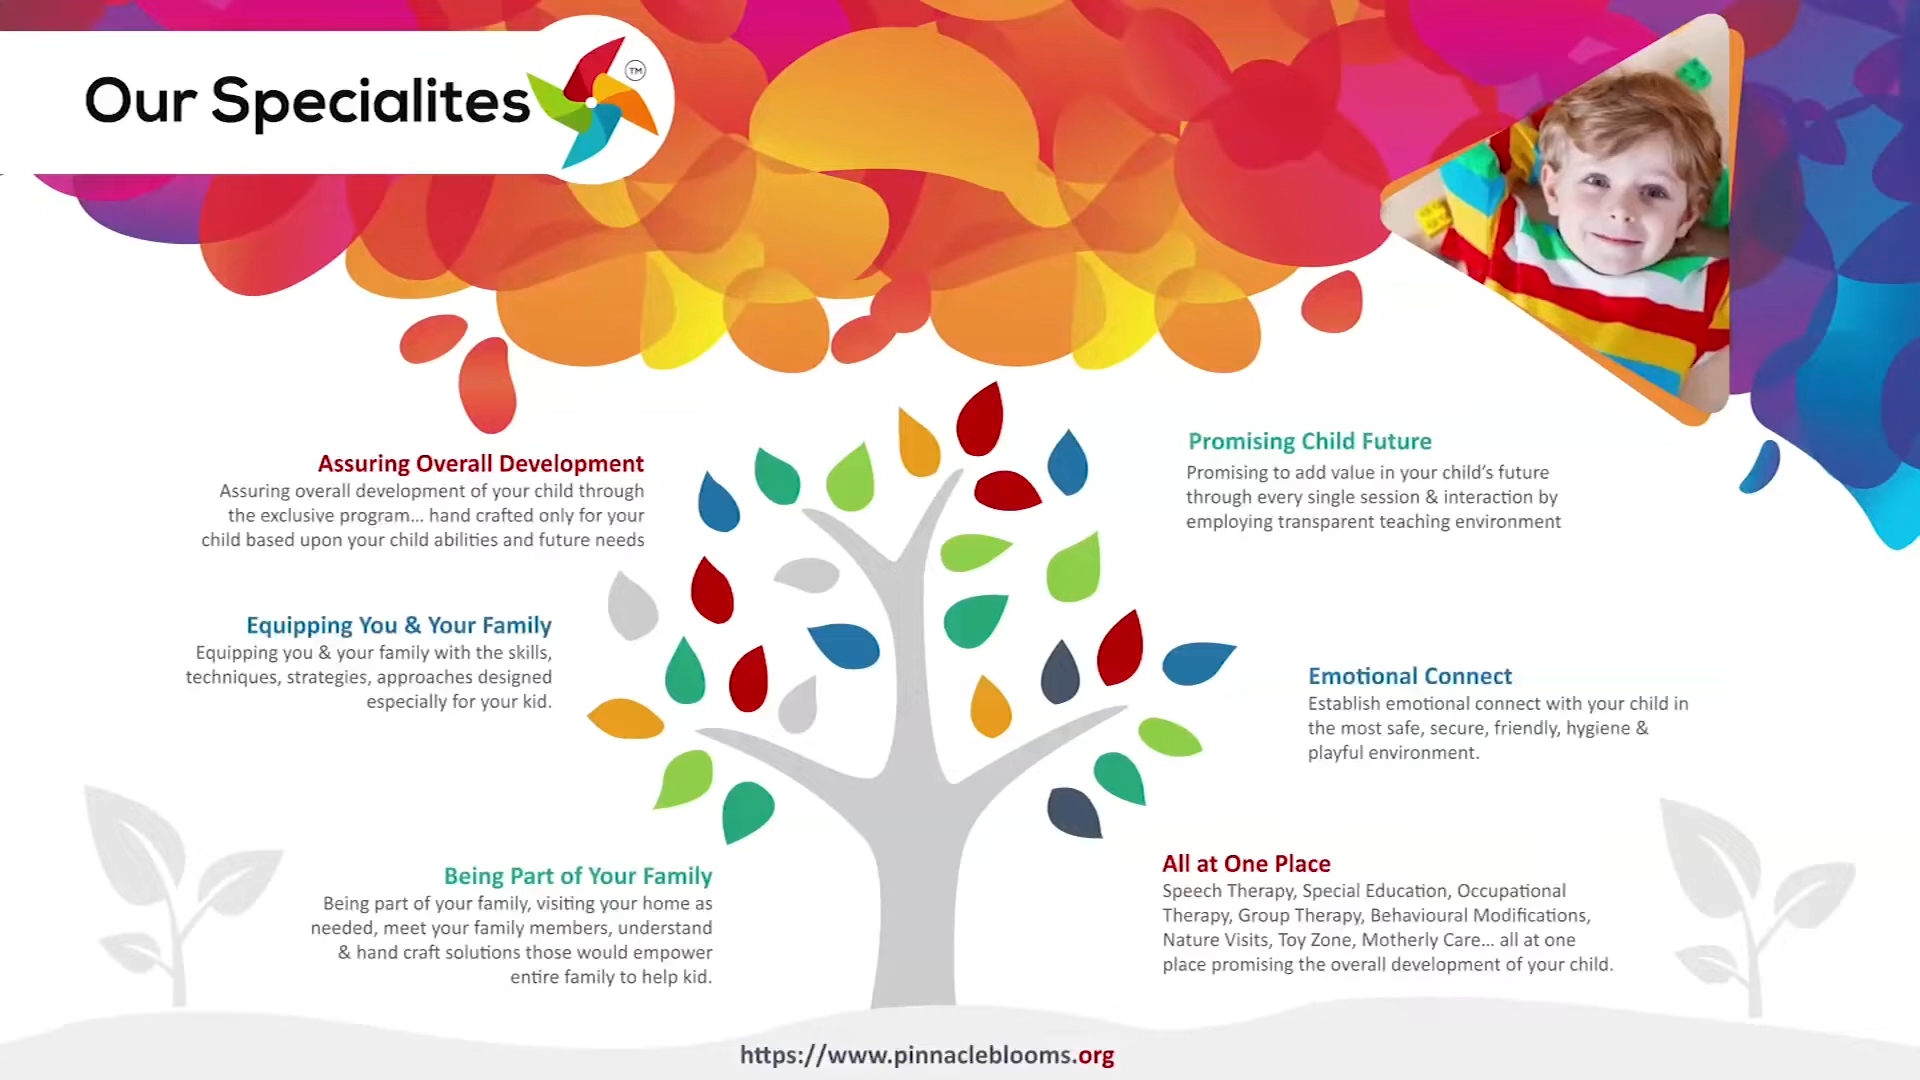 Our Specialites
TM
Assuring Overall Development
Assuring overall development of your child through
the exclusive program... hand crafted only for your
child based upon your child abilities and future needs
Equipping You & Your Family
Equipping you & your family with the skills,
techniques, strategies, approaches designed
especially for your kid.
Being Part of Your Family
Being part of your family, visiting your home as
needed, meet your family members, understand
& hand craft solutions those would empower
entire family to help kid.
Promising Child Future
Promising to add value in your child’s future
through every single session & interaction by
employing transparent teaching environment
Emotional Connect
Establish emotional connect with your child in
the most safe, secure, friendly, hygiene &
playful environment.
All at One Place
Speech Therapy, Special Education, Occupational
Therapy, Group Therapy, Behavioural Modifications,
Nature Visits, Toy Zone, Motherly Care... all at one
place promising the overall development of your child.
https://www.pinnacleblooms.org